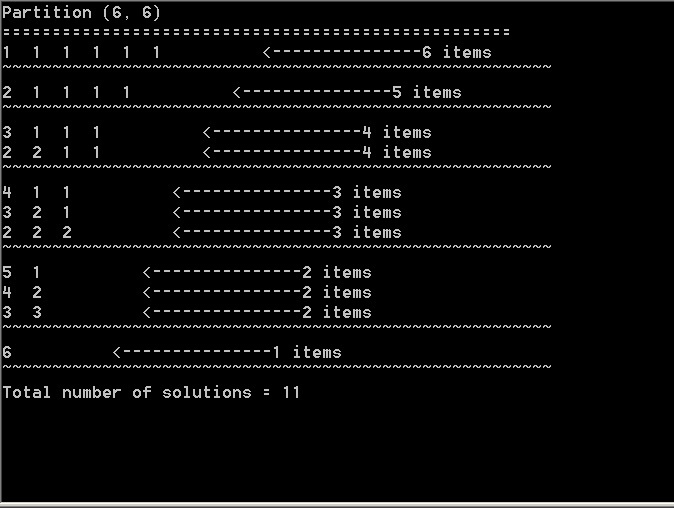 Partition (6, 6)
===================================================
1  1  1  1  1  1          <---------------6 items
~~~~~~~~~~~~~~~~~~~~~~~~~~~~~~~~~~~~~~~~~~~~~~~~~~~~~~~
2  1  1  1  1          <---------------5 items
~~~~~~~~~~~~~~~~~~~~~~~~~~~~~~~~~~~~~~~~~~~~~~~~~~~~~~~
3  1  1  1          <---------------4 items
2  2  1  1          <---------------4 items
~~~~~~~~~~~~~~~~~~~~~~~~~~~~~~~~~~~~~~~~~~~~~~~~~~~~~~~
4  1  1          <---------------3 items
3  2  1          <---------------3 items
2  2  2          <---------------3 items
~~~~~~~~~~~~~~~~~~~~~~~~~~~~~~~~~~~~~~~~~~~~~~~~~~~~~~~
5  1          <---------------2 items
4  2          <---------------2 items
3  3          <---------------2 items
~~~~~~~~~~~~~~~~~~~~~~~~~~~~~~~~~~~~~~~~~~~~~~~~~~~~~~~
6          <---------------1 items
~~~~~~~~~~~~~~~~~~~~~~~~~~~~~~~~~~~~~~~~~~~~~~~~~~~~~~~
Total number of solutions = 11